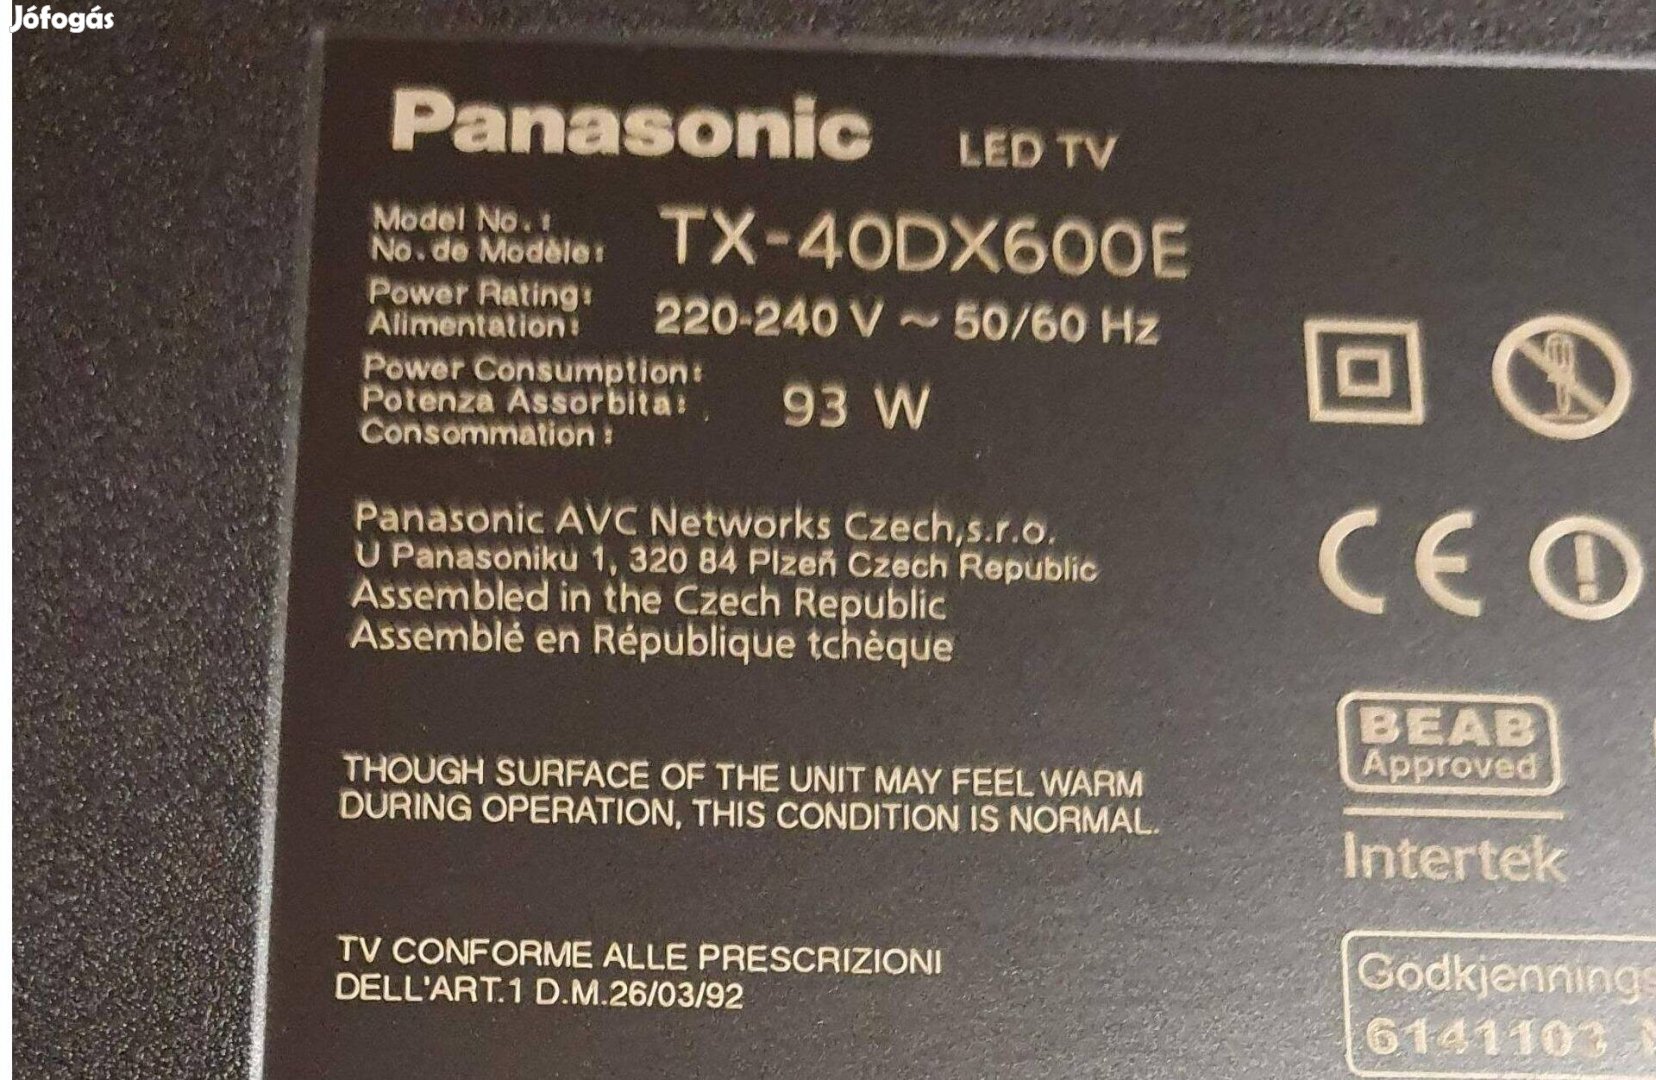 Jófogás
Panasonic LED TV
Model No.:
No. de Modèle: TX-40DX600E
Power Rating:
Alimentation: 220-240 V ~ 50/60 Hz
Power Consumption:
Potenza Assorbita: 93 W
Consommation:
Panasonic AVC Networks Czech,s.r.o.
U Panasoniku 1, 320 84 Plzeň Czech Republic
Assembled in the Czech Republic
Assemblé en République tchèque
CE
BEAB
Approved
Intertek
THOUGH SURFACE OF THE UNIT MAY FEEL WARM
DURING OPERATION, THIS CONDITION IS NORMAL.
TV CONFORME ALLE PRESCRIZIONI
DELL'ART.1 D.M.26/03/92
Godkjennings
6141103